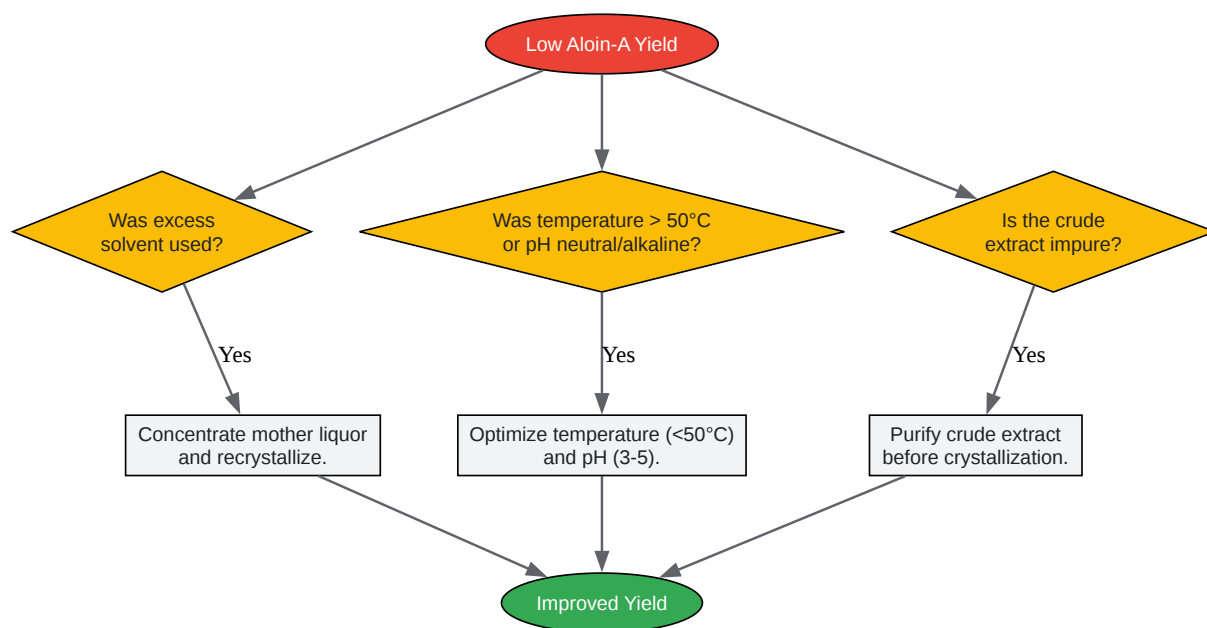 Low Aloin-A Yield
Was excess
solvent used?
Was temperature > 50°C
or pH neutral/alkaline?
Is the crude
extract impure?
Yes
Yes
Yes
Concentrate mother liquor
and recrystallize.
Optimize temperature (<50°C)
and pH (3-5).
Purify crude extract
before crystallization.
Improved Yield